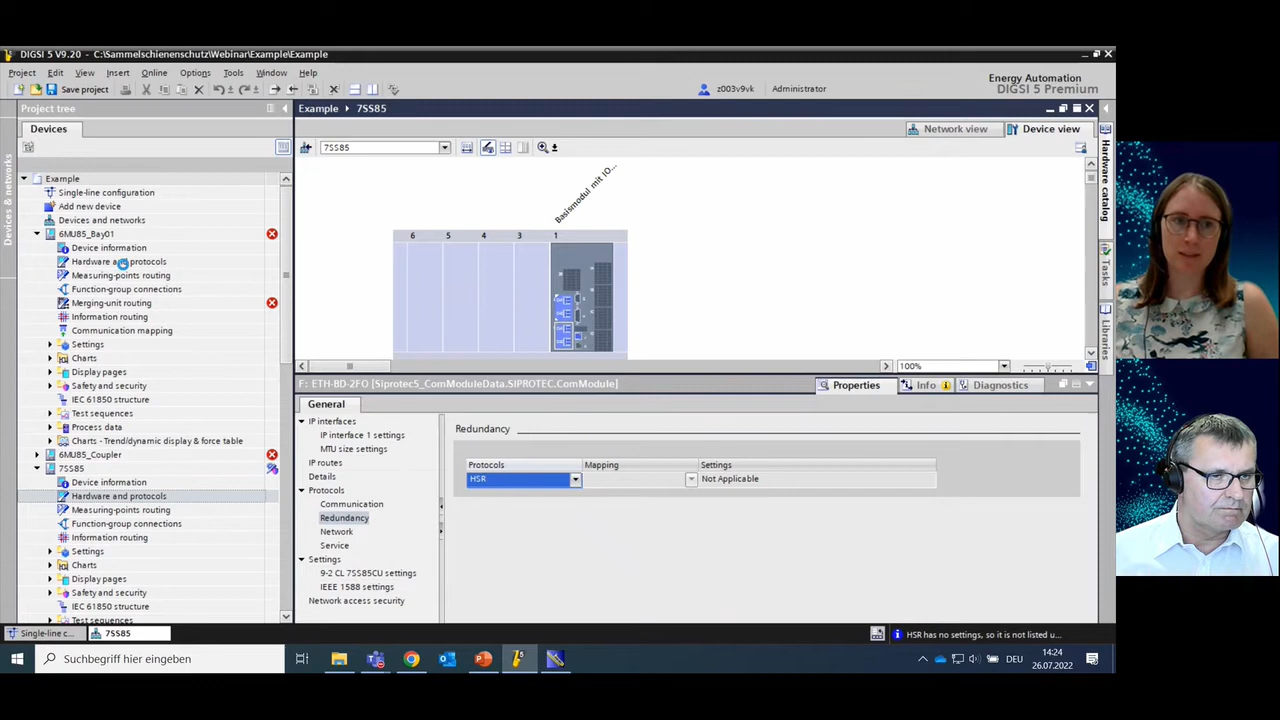 DIGSI 5 V9.20 - C:\Sammelschienenschutz\Webinar\Example\Example
Project Edit View Insert Online Options Tools Window Help
Save project
z003v9vk Administrator
Energy Automation
DIGSI 5 Premium
Project tree
Example 7SS85
Devices
Network view Device view
7SS85
Devices & networks
Hardware catalog
Tasks
Libraries
Example
Single-line configuration
Add new device
Devices and networks
6MU85_Bay01
Device information
Hardware and protocols
Measuring-points routing
Function-group connections
Merging-unit routing
Information routing
Communication mapping
Settings
Charts
Display pages
Safety and security
IEC 61850 structure
Test sequences
Process data
Charts - Trend/dynamic display & force table
6MU85_Coupler
7SS85
Device information
Hardware and protocols
Measuring-points routing
Function-group connections
Information routing
Settings
Charts
Display pages
Safety and security
IEC 61850 structure
Test sequences
Basismodul mit IO...
6 5 4 3 1
100%
F: ETH-BD-2FO [Siprotec5_ComModuleData.SIPROTEC.ComModule]
Properties Info Diagnostics
General
IP interfaces
IP interface 1 settings
MTU size settings
IP routes
Details
Protocols
Communication
Redundancy
Network
Service
Settings
9-2 CL 7SS85CU settings
IEEE 1588 settings
Network access security
Redundancy
Protocols Mapping Settings
HSR Not Applicable
Single-line c... 7SS85
HSR has no settings, so it is not listed u...
Suchbegriff hier eingeben
DEU
14:24
26.07.2022